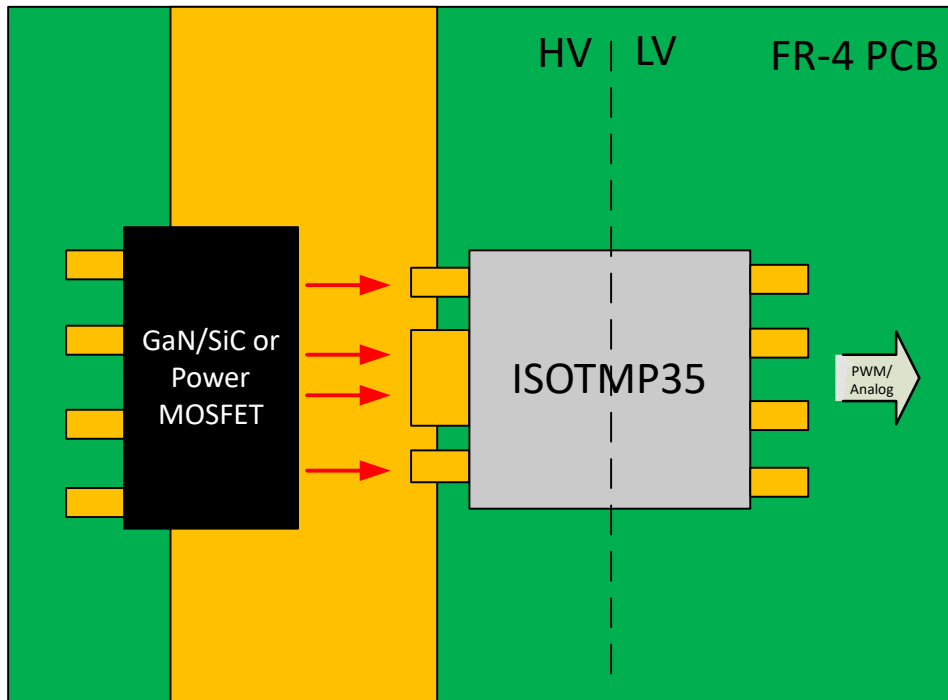 HV LV
FR-4 PCB
GaN/SiC or
Power
MOSFET
ISOTMP35
PWM/
Analog